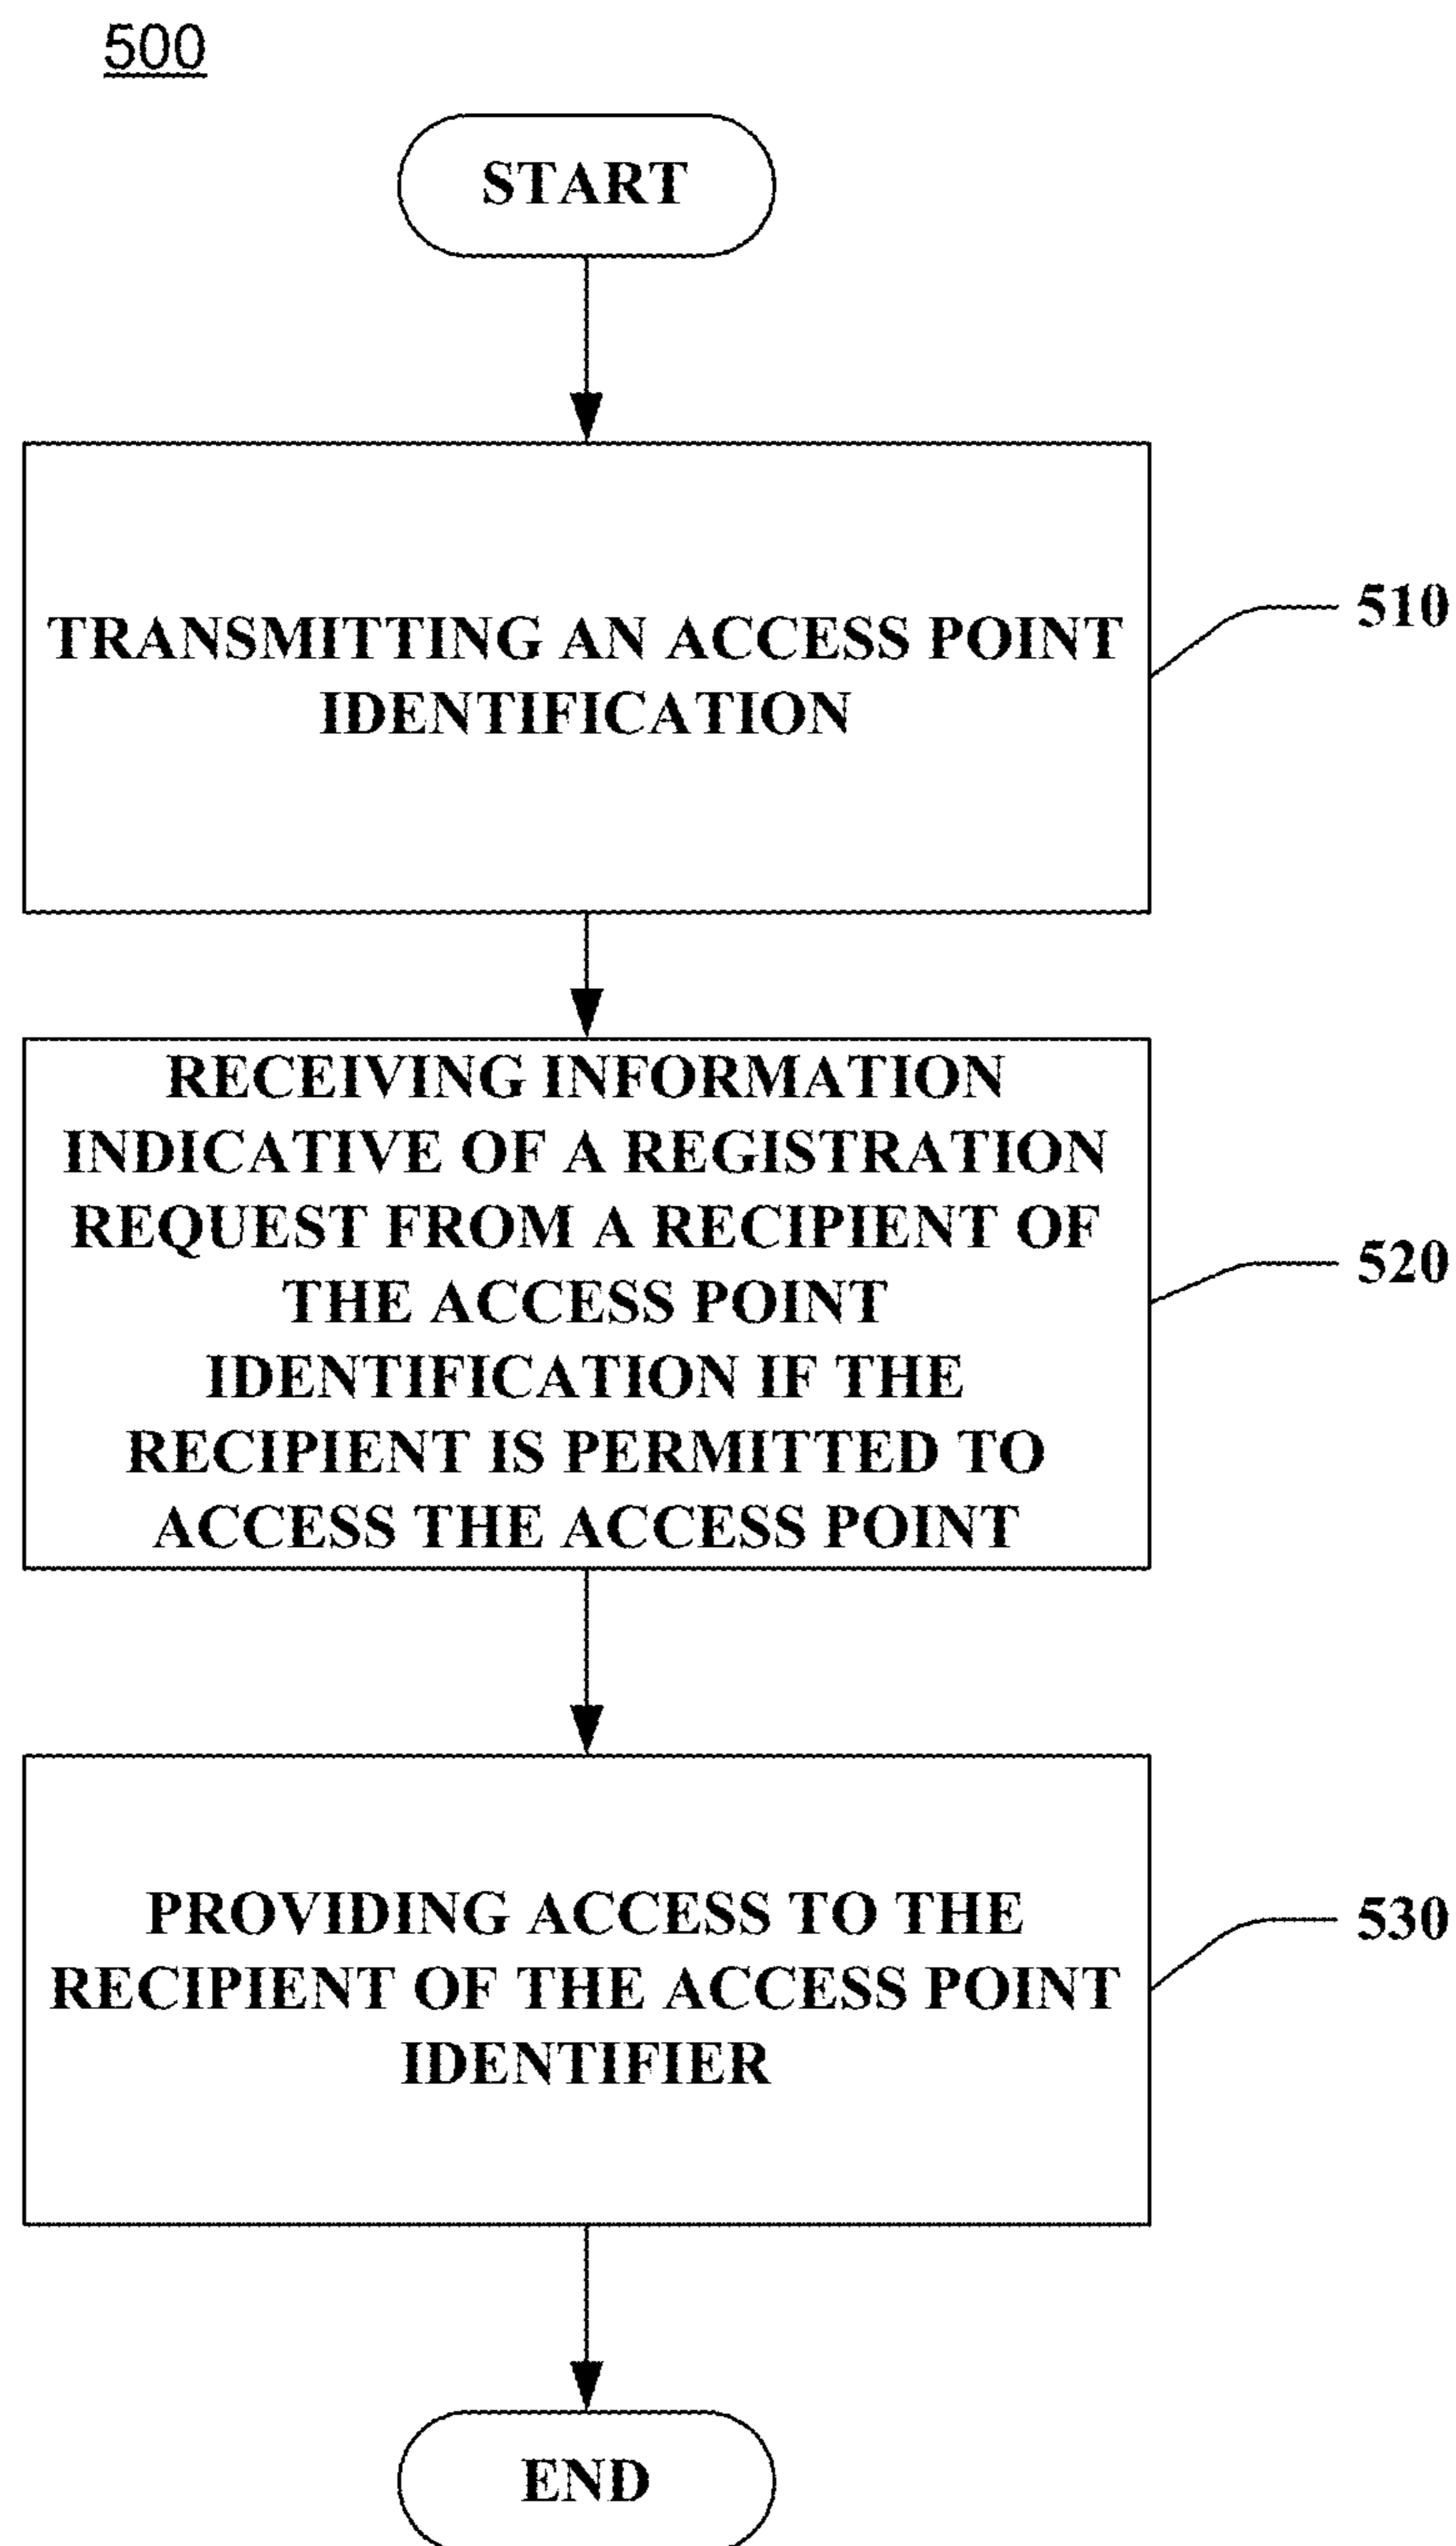 500
START
TRANSMITTING AN ACCESS POINT
IDENTIFICATION
510
RECEIVING INFORMATION
INDICATIVE OF A REGISTRATION
REQUEST FROM A RECIPIENT OF
THE ACCESS POINT
IDENTIFICATION IF THE
RECIPIENT IS PERMITTED TO
ACCESS THE ACCESS POINT
520
PROVIDING ACCESS TO THE
RECIPIENT OF THE ACCESS POINT
IDENTIFIER
530
END